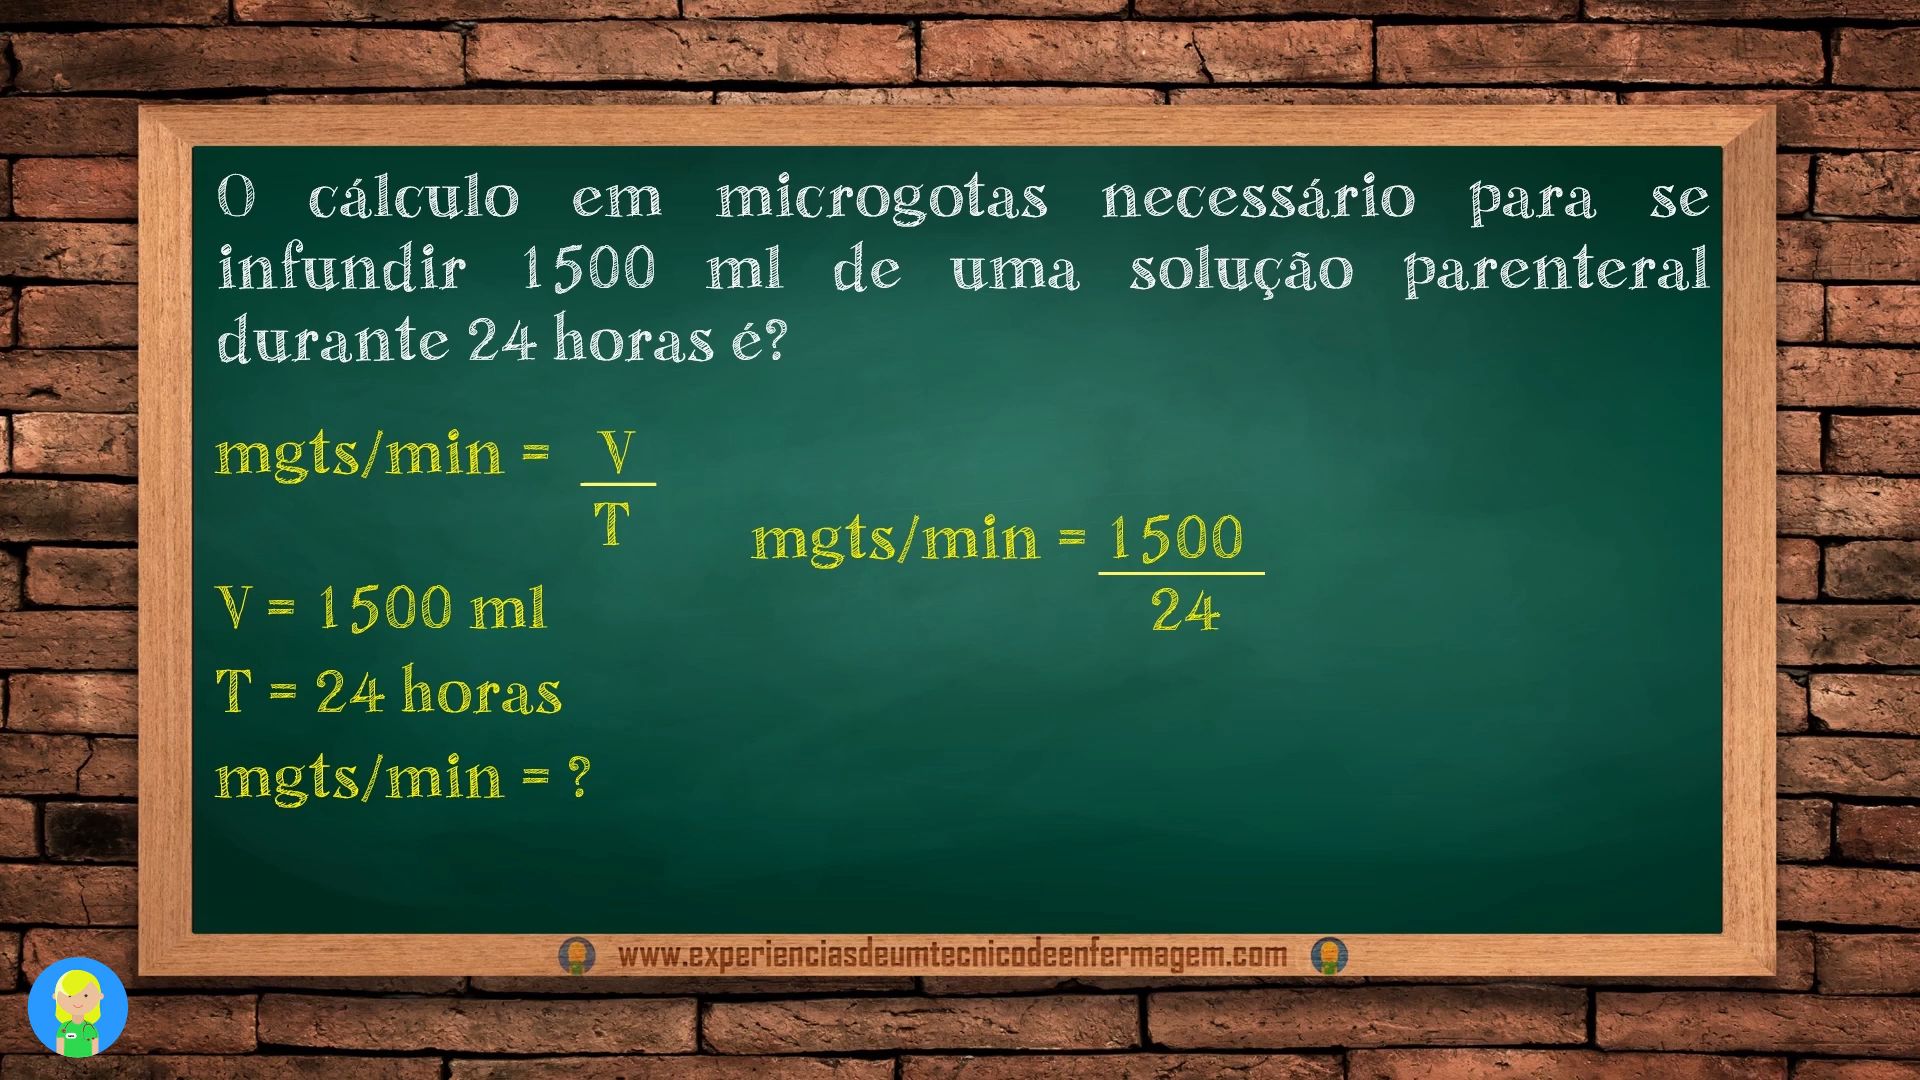 O cálculo em microgotas necessário para se
infundir 1500 ml de uma solução parenteral
durante 24 horas é?
mgts/min = V
T
V = 1500 ml
T = 24 horas
mgts/min = ?
mgts/min = 1500
24
www.experienciasdeumtecnicodeenfermagem.com